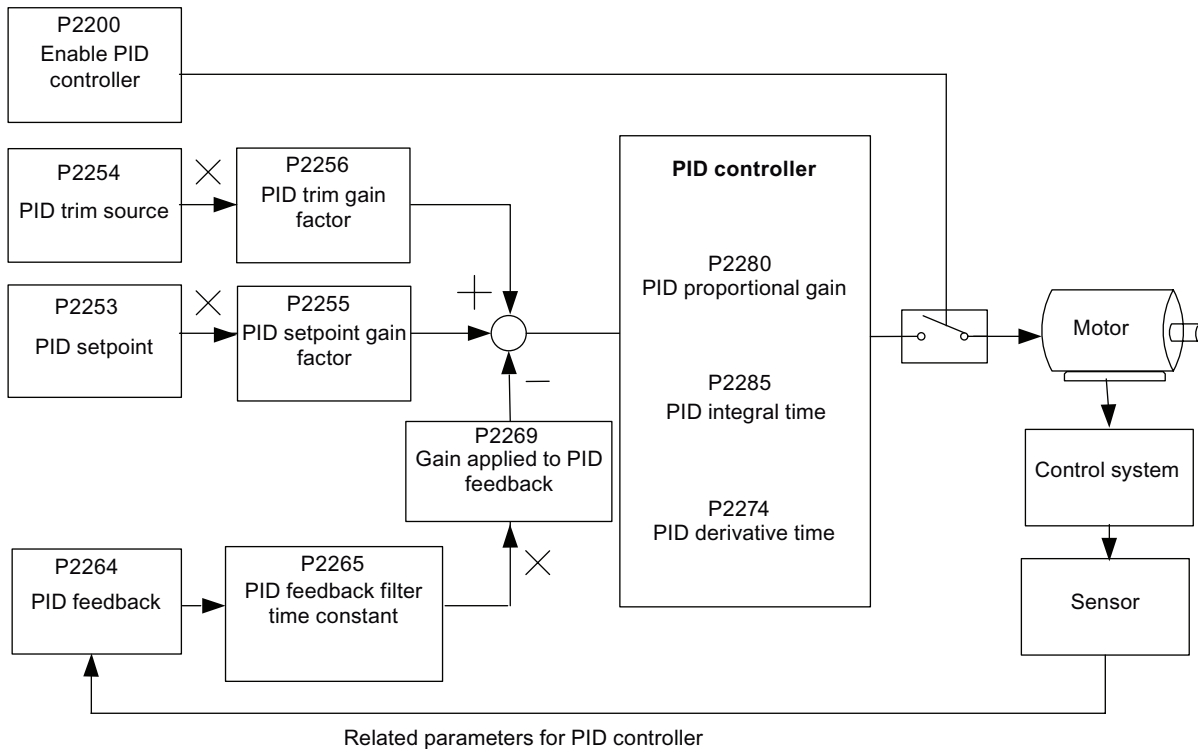 P2200
Enable PID
controller
P2254
PID trim source
P2256
PID trim gain
factor
P2253
PID setpoint
P2255
PID setpoint gain
factor
P2269
Gain applied to PID
feedback
P2264
PID feedback
P2265
PID feedback filter
time constant
PID controller
P2280
PID proportional gain
P2285
PID integral time
P2274
PID derivative time
Motor
Control system
Sensor
Related parameters for PID controller